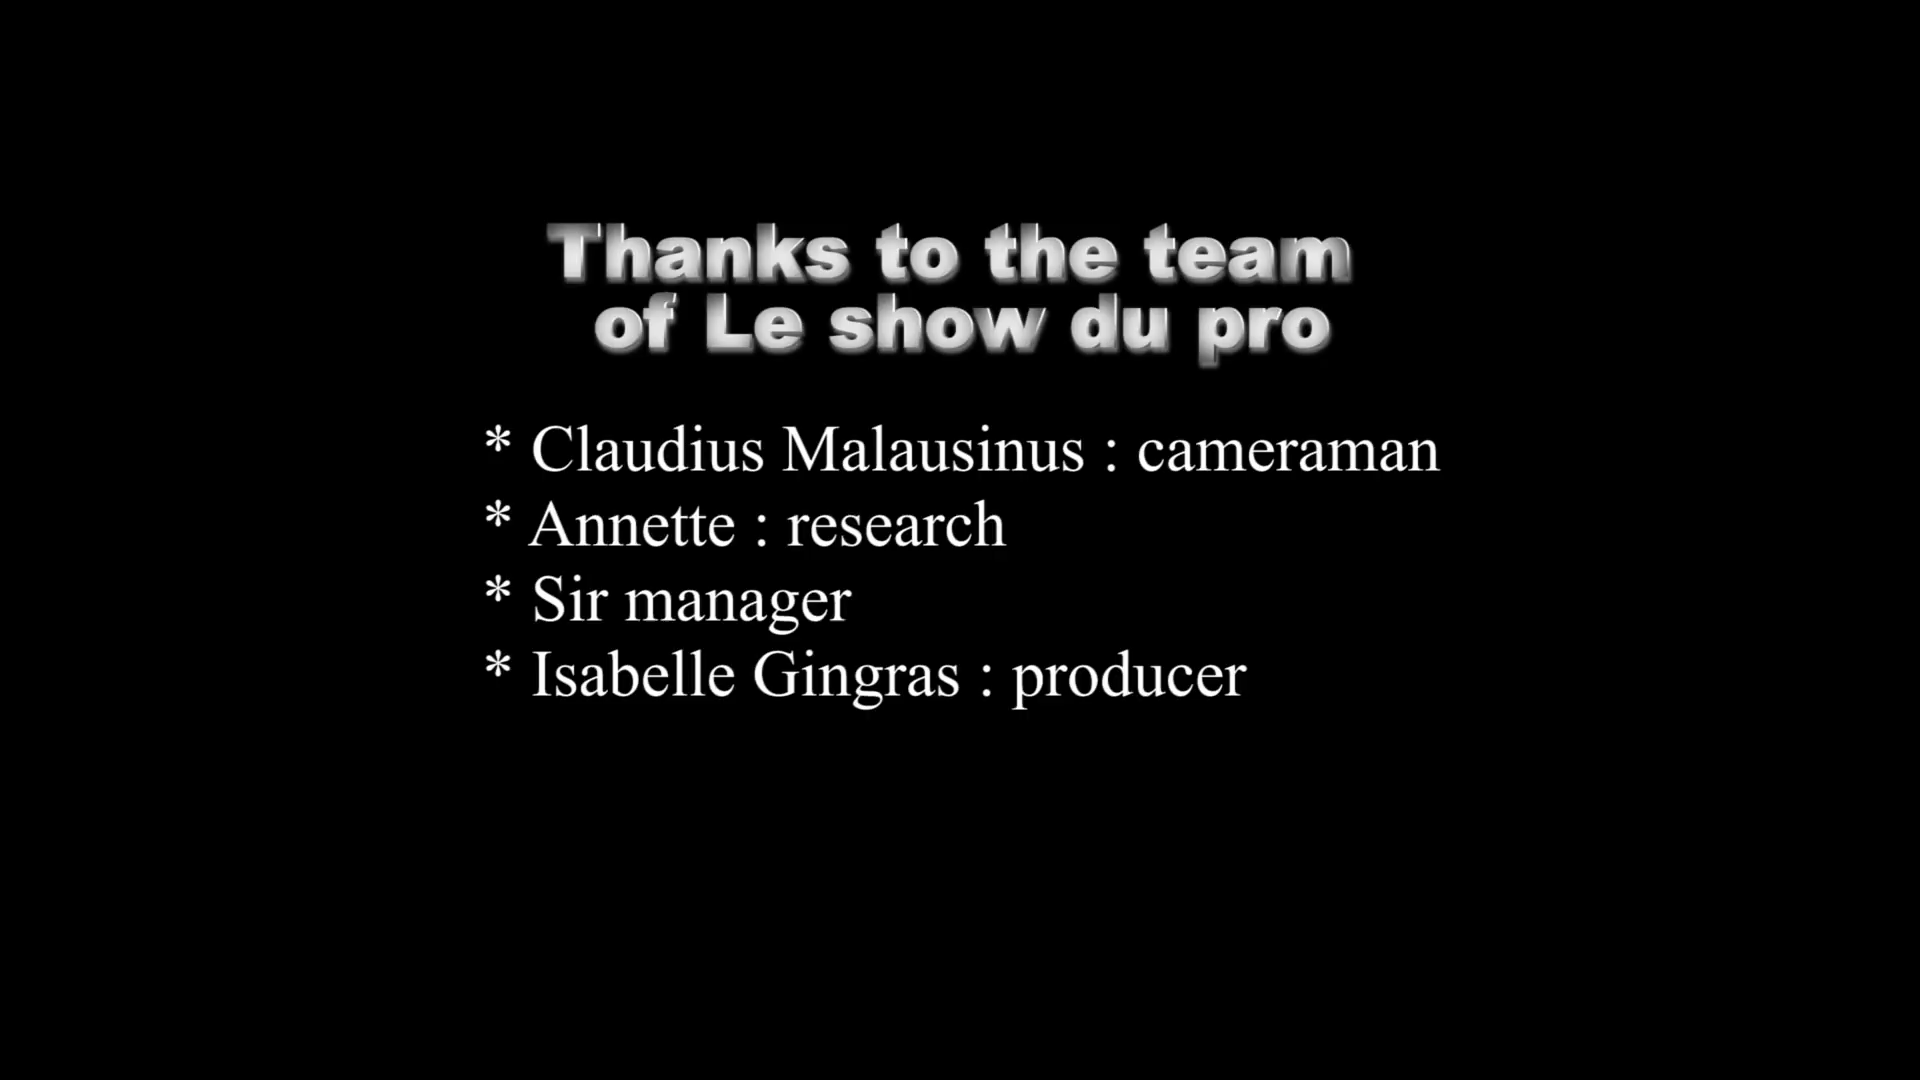 Thanks to the team
of Le show du pro
* Claudius Malausinus : cameraman
* Annette : research
* Sir manager
* Isabelle Gingras : producer